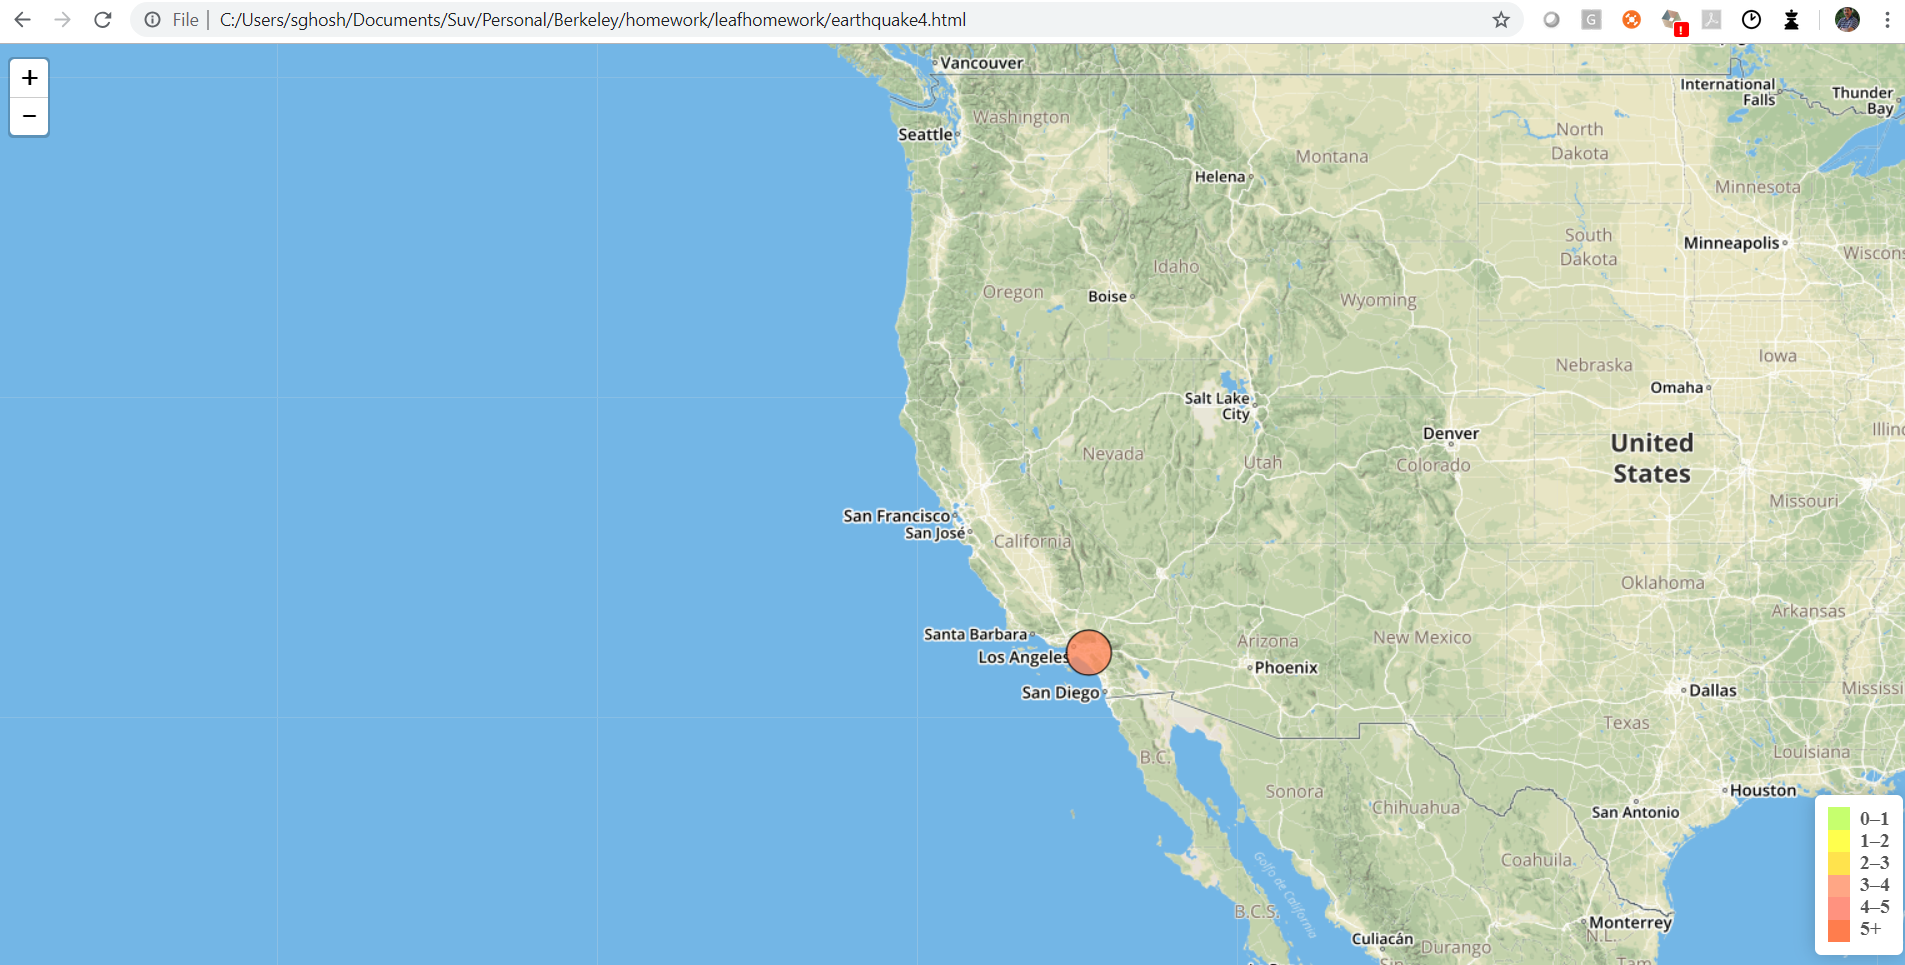 File | C:/Users/sghosh/Documents/Suv/Personal/Berkeley/homework/leafhomework/earthquake4.html
G
!
+
−
Vancouver
International
Falls
Thunder
Bay
Seattle
Washington
North
Dakota
Montana
Helena
Minnesota
South
Dakota
Minneapolis
Wiscons
Idaho
Oregon
Boise
Wyoming
Iowa
Nebraska
Omaha
Salt Lake
City
Denver
United
States
Illino
Nevada
Utah
Colorado
Missouri
San Francisco
San José
California
Oklahoma
Arkansas
Santa Barbara
Arizona
New Mexico
Los Angeles
Phoenix
San Diego
Dallas
Mississi
Texas
Louisiana
B.C.
Sonora
Chihuahua
Houston
San Antonio
Coahuila
Golfo de California
B.C.S.
Monterrey
N.L.
Culiacán
Durango
Sin
Tam
0–1
1–2
2–3
3–4
4–5
5+